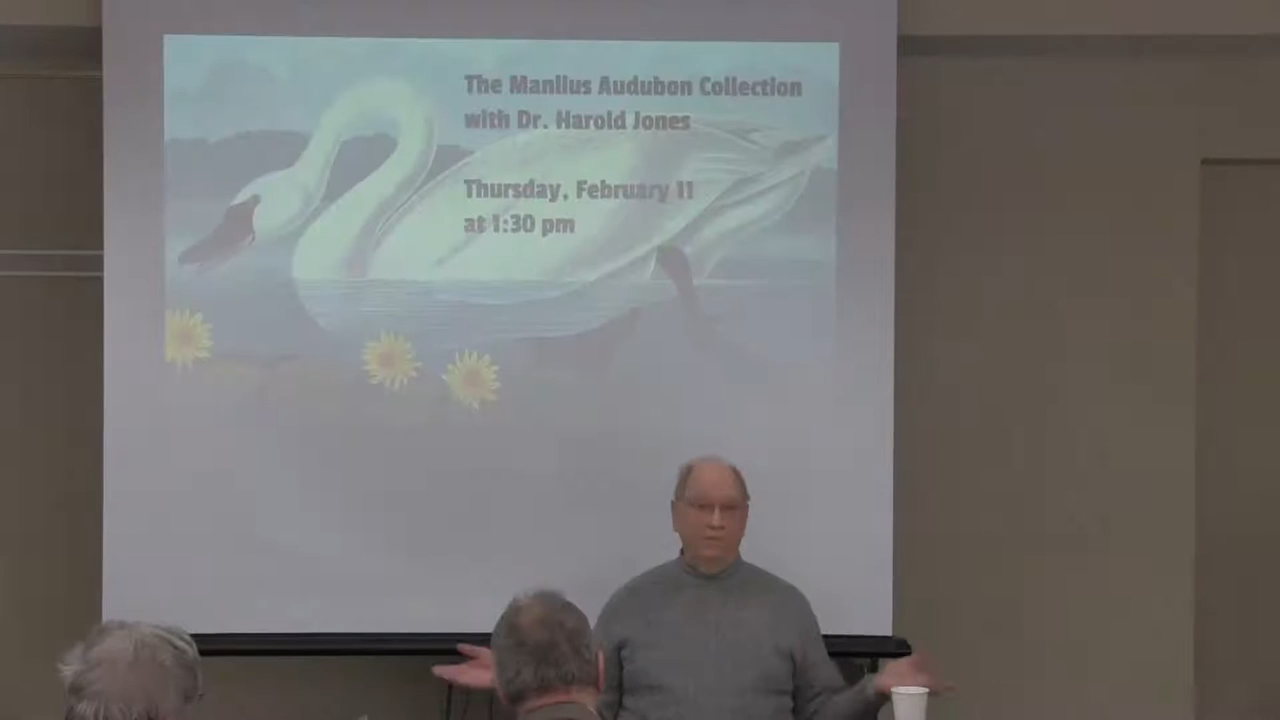 The Manlius Audubon Collection
with Dr. Harold Jones
Thursday, February 11
at 1:30 pm